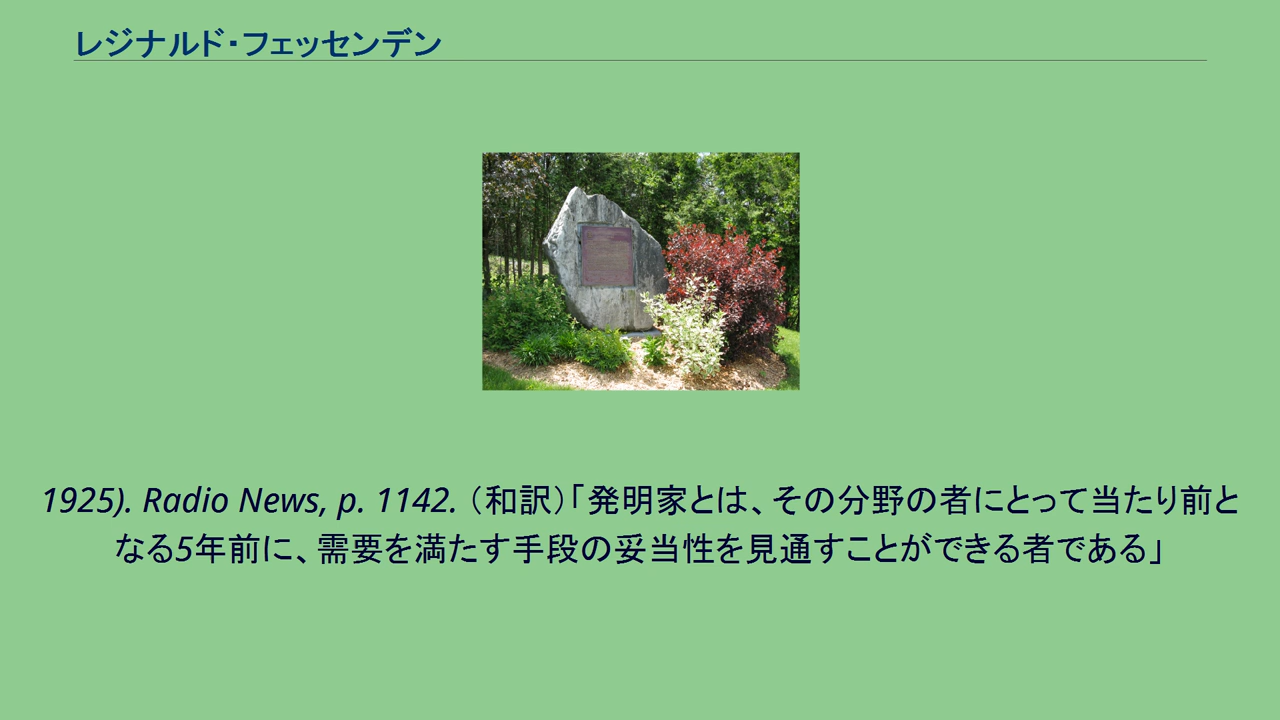 レジナルド・フェッセンデン
1925). Radio News, p. 1142. （和訳）「発明家とは、その分野の者にとって当たり前と
なる5年前に、需要を満たす手段の妥当性を見通すことができる者である」